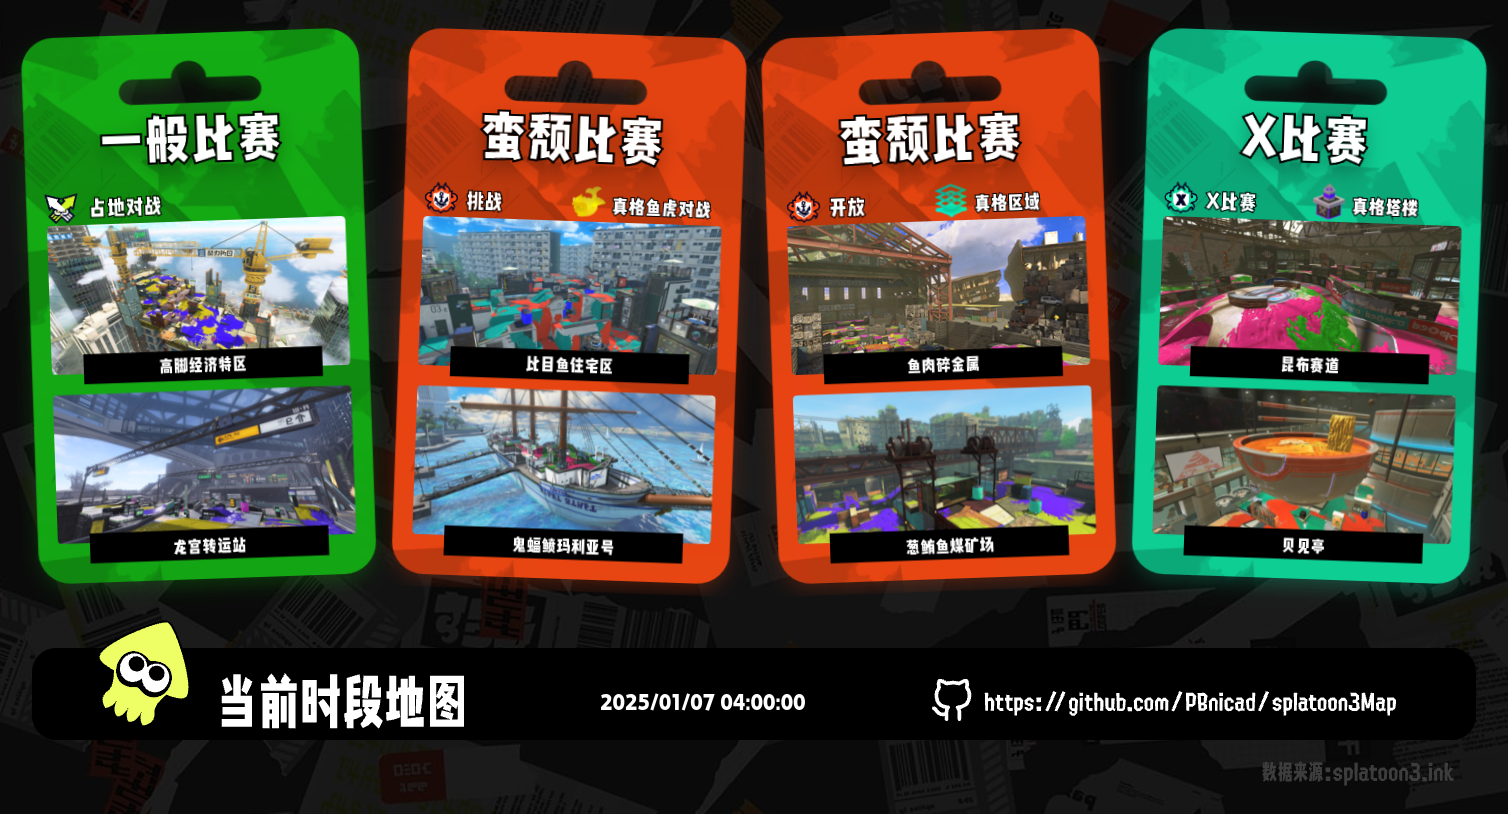 一般比赛
占地对战
高脚经济特区
龙宫转运站
蛮颓比赛
挑战
真格鱼虎对战
比目鱼住宅区
鬼蝠鲼玛利亚号
蛮颓比赛
开放
真格区域
鱼肉碎金属
葱鲔鱼煤矿场
X比赛
X比赛
真格塔楼
昆布赛道
贝见亭
当前时段地图
2025/01/07 04:00:00
https://github.com/PBnicad/splatoon3Map
数据来源:splatoon3.ink